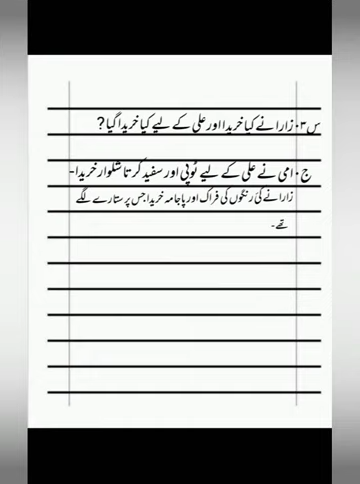 س۳۔ زارا نے کیا خریدا اور علی کے لیے کیا خریدا گیا؟
ج۔ امی نے علی کے لیے ٹوپی اور سفید کرتا شلوار خریدا۔
زارا نے کئی رنگوں کی فراک اور پاجامہ خریدا جس پر ستارے لگے
تھے۔